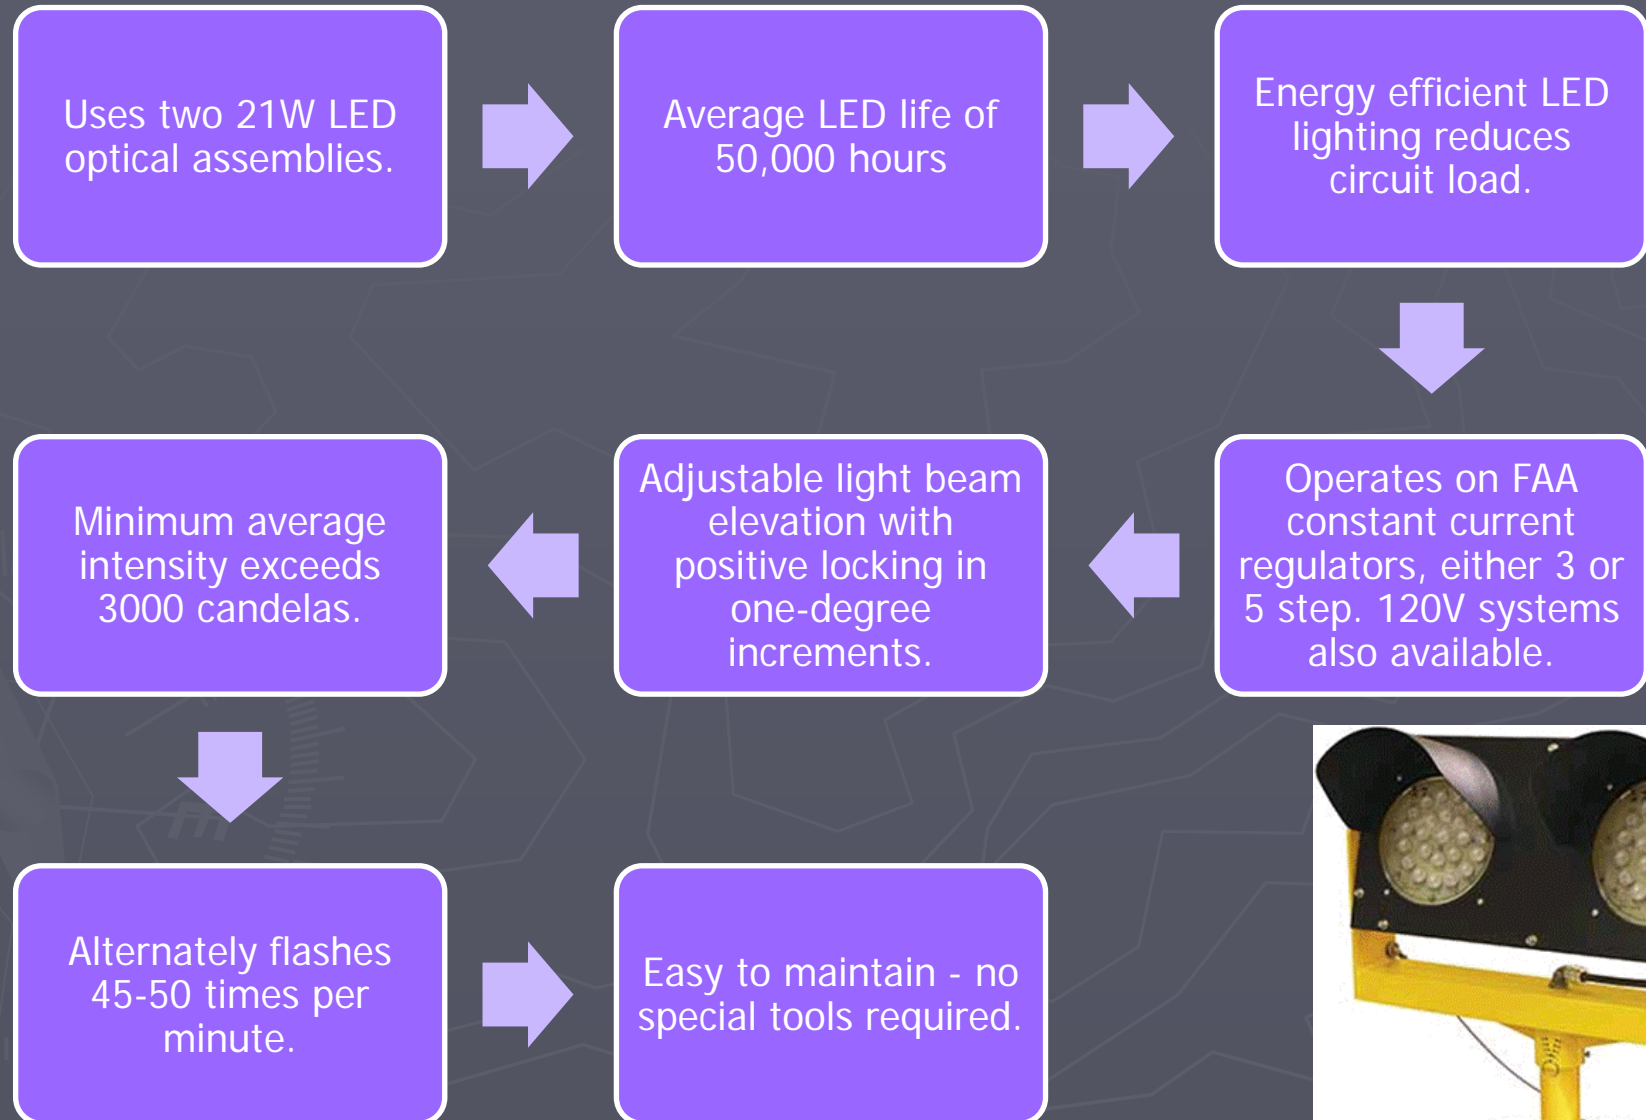 Uses two 21W LED
optical assemblies.
Average LED life of
50,000 hours
Energy efficient LED
lighting reduces
circuit load.
Operates on FAA
constant current
regulators, either 3 or
5 step. 120V systems
also available.
Adjustable light beam
elevation with
positive locking in
one-degree
increments.
Minimum average
intensity exceeds
3000 candelas.
Alternately flashes
45-50 times per
minute.
Easy to maintain - no
special tools required.